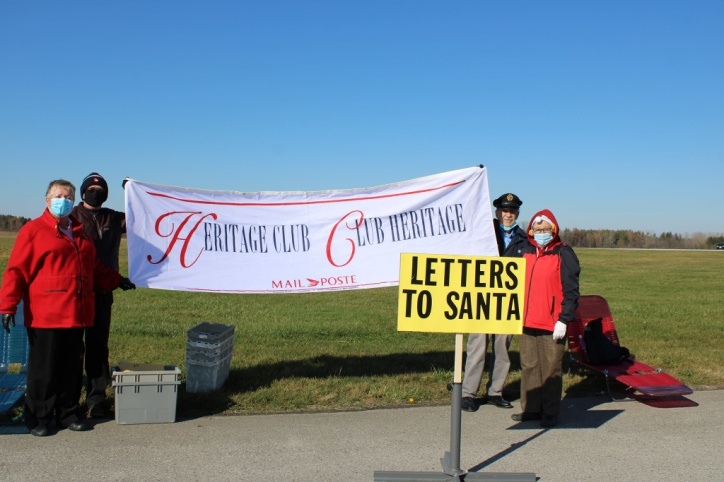 HERITAGE CLUB CLUB HERITAGE
MAIL POSTE
LETTERS
TO SANTA